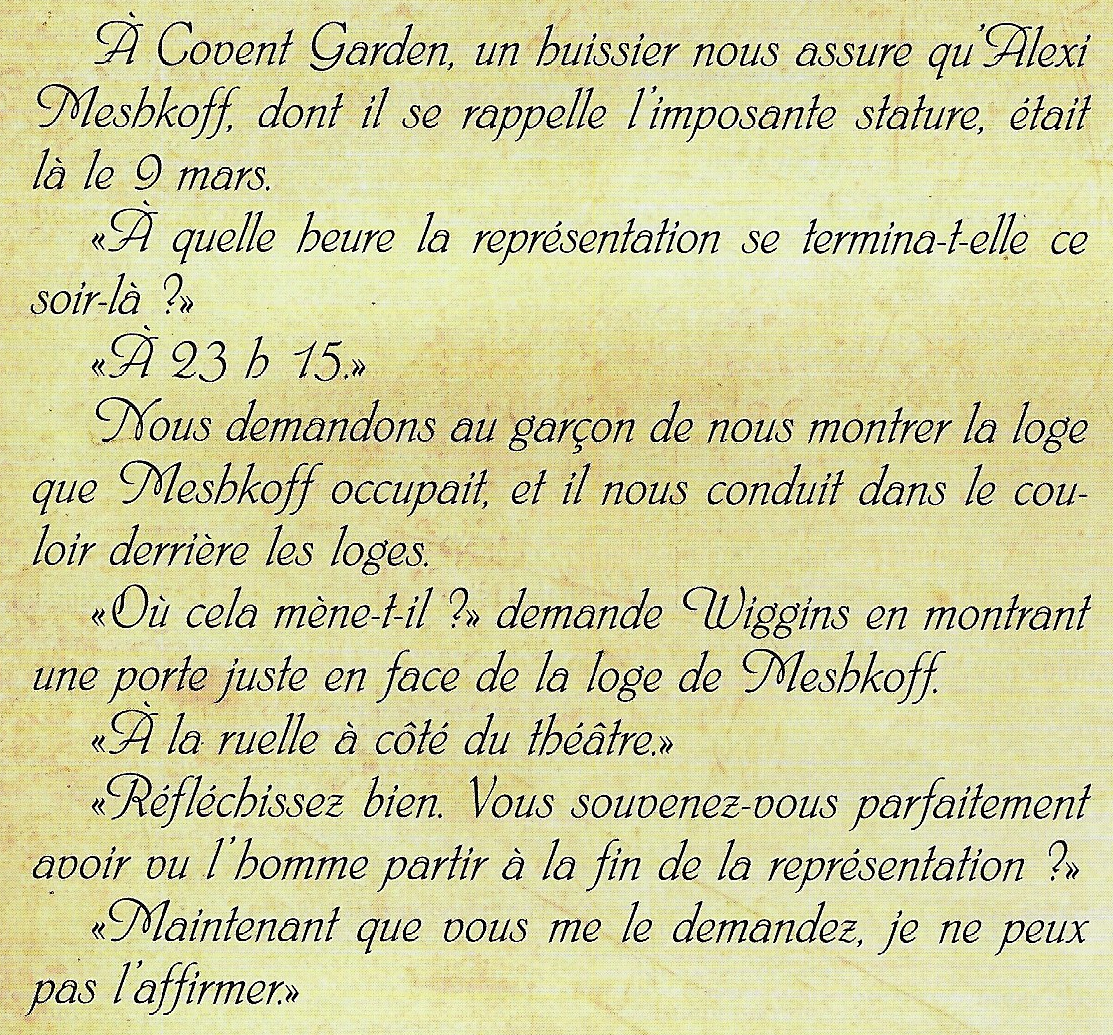 À Covent Garden, un huissier nous assure qu'Alexi
Meshkoff, dont il se rappelle l'imposante stature, était
là le 9 mars.
«À quelle heure la représentation se termina-t-elle ce
soir-là ?»
«À 23 h 15.»
Nous demandons au garçon de nous montrer la loge
que Meshkoff occupait, et il nous conduit dans le cou-
loir derrière les loges.
«Où cela mène-t-il ?» demande Wiggins en montrant
une porte juste en face de la loge de Meshkoff.
«À la ruelle à côté du théâtre.»
«Réfléchissez bien. Vous souvenez-vous parfaitement
avoir vu l'homme partir à la fin de la représentation ?»
«Maintenant que vous me le demandez, je ne peux
pas l'affirmer.»